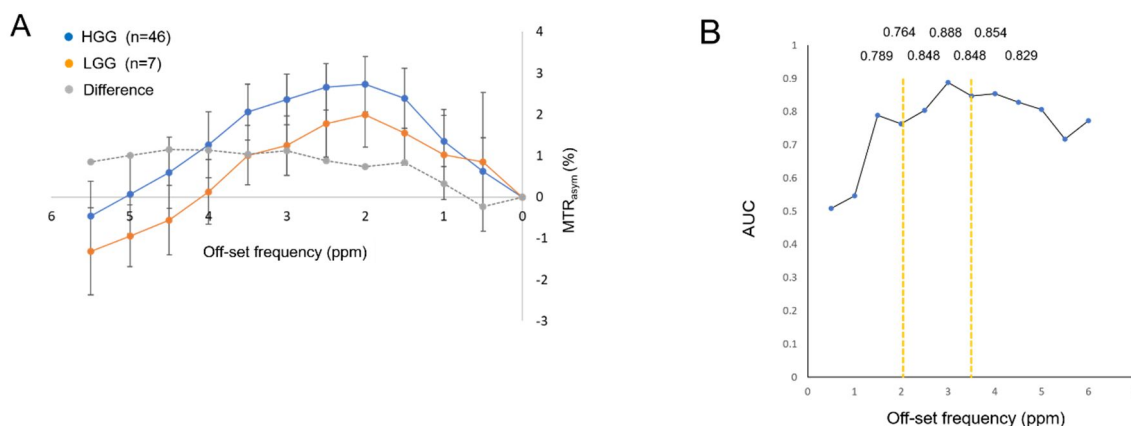 A
HGG (n=46)
LGG (n=7)
Difference
4
3
2
1
0
-1
-2
-3
MTRasym (%)
6 5 4 3 2 1 0
Off-set frequency (ppm)
B
0.764 0.888 0.854
0.789 0.848 0.848 0.829
1
0.9
0.8
0.7
0.6
0.5
0.4
0.3
0.2
0.1
0
AUC
0 1 2 3 4 5 6
Off-set frequency (ppm)